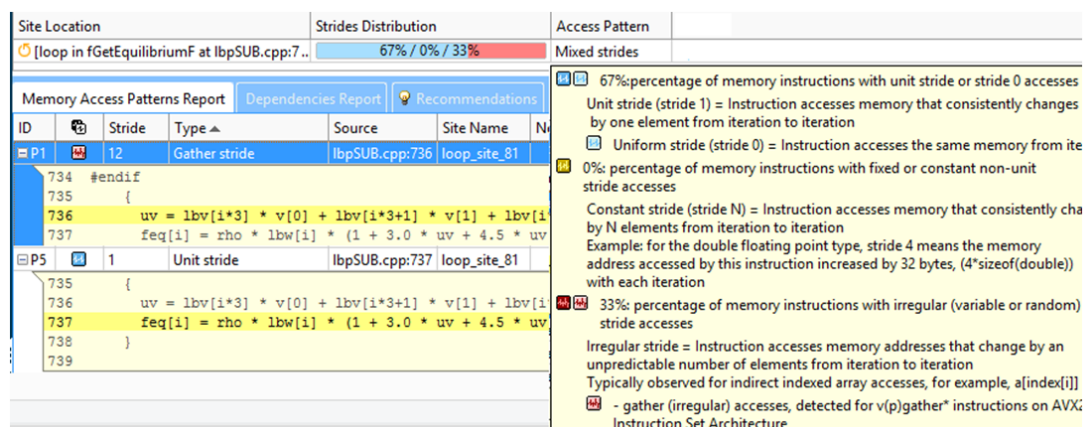 Site Location Strides Distribution Access Pattern
[loop in fGetEquilibriumF at lbpSUB.cpp:7.. 67% / 0% / 33% Mixed strides
Memory Access Patterns Report Dependencies Report Recommendations
ID Stride Type Source Site Name
P1 12 Gather stride lbpSUB.cpp:736 loop_site_81
734 #endif
735 {
736 uv = lbv[i*3] * v[0] + lbv[i*3+1] * v[1] + lbv[i
737 feq[i] = rho * lbw[i] * (1 + 3.0 * uv + 4.5 * uv
P5 1 Unit stride lbpSUB.cpp:737 loop_site_81
735 {
736 uv = lbv[i*3] * v[0] + lbv[i*3+1] * v[1] + lbv[i
737 feq[i] = rho * lbw[i] * (1 + 3.0 * uv + 4.5 * uv
738 }
739
67%:percentage of memory instructions with unit stride or stride 0 accesses
Unit stride (stride 1) = Instruction accesses memory that consistently changes
by one element from iteration to iteration
Uniform stride (stride 0) = Instruction accesses the same memory from ite
0%: percentage of memory instructions with fixed or constant non-unit
stride accesses
Constant stride (stride N) = Instruction accesses memory that consistently cha
by N elements from iteration to iteration
Example: for the double floating point type, stride 4 means the memory
address accessed by this instruction increased by 32 bytes, (4*sizeof(double))
with each iteration
33%: percentage of memory instructions with irregular (variable or random)
stride accesses
Irregular stride = Instruction accesses memory addresses that change by an
unpredictable number of elements from iteration to iteration
Typically observed for indirect indexed array accesses, for example, a[index[i]]
- gather (irregular) accesses, detected for v(p)gather* instructions on AVX2
Instruction Set Architecture